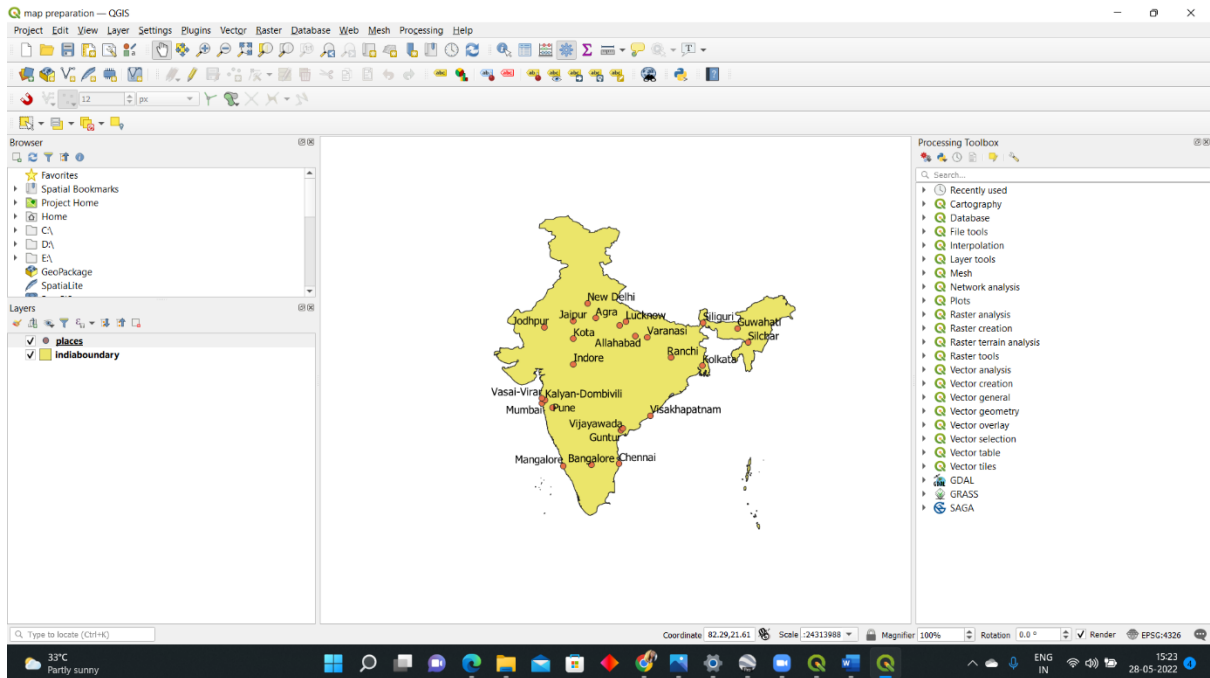 map preparation — QGIS
Project Edit View Layer Settings Plugins Vector Raster Database Web Mesh Processing Help
12 px
Browser
Favorites
Spatial Bookmarks
Project Home
Home
C:\
D:\
E:\
GeoPackage
SpatiaLite
Layers
places
indiaboundary
New Delhi
Jaipur Agra Lucknow Siliguri Guwahati
Jodhpur
Kota Varanasi Silchar
Allahabad
Indore Ranchi Kolkata
Vasai-Virar Kalyan-Dombivili
Mumbai Pune Visakhapatnam
Vijayawada
Guntur
Mangalore Bangalore Chennai
Processing Toolbox
Search...
Recently used
Cartography
Database
File tools
Interpolation
Layer tools
Mesh
Network analysis
Plots
Raster analysis
Raster creation
Raster terrain analysis
Raster tools
Vector analysis
Vector creation
Vector general
Vector geometry
Vector overlay
Vector selection
Vector table
Vector tiles
GDAL
GRASS
SAGA
Type to locate (Ctrl+K) Coordinate 82.29,21.61 Scale :24313988 Magnifier 100% Rotation 0.0 ° Render EPSG:4326
33°C
Partly sunny
ENG
IN
15:23
28-05-2022
4